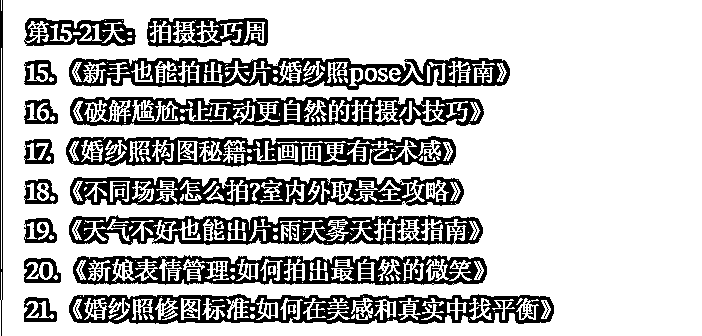 第15-21天：拍摄技巧周
15.《新手也能拍出大片:婚纱照pose入门指南》
16.《破解尴尬:让互动更自然的拍摄小技巧》
17.《婚纱照构图秘籍:让画面更有艺术感》
18.《不同场景怎么拍?室内外取景全攻略》
19.《天气不好也能出片:雨天雾天拍摄指南》
20.《新娘表情管理:如何拍出最自然的微笑》
21.《婚纱照修图标准:如何在美感和真实中找平衡》